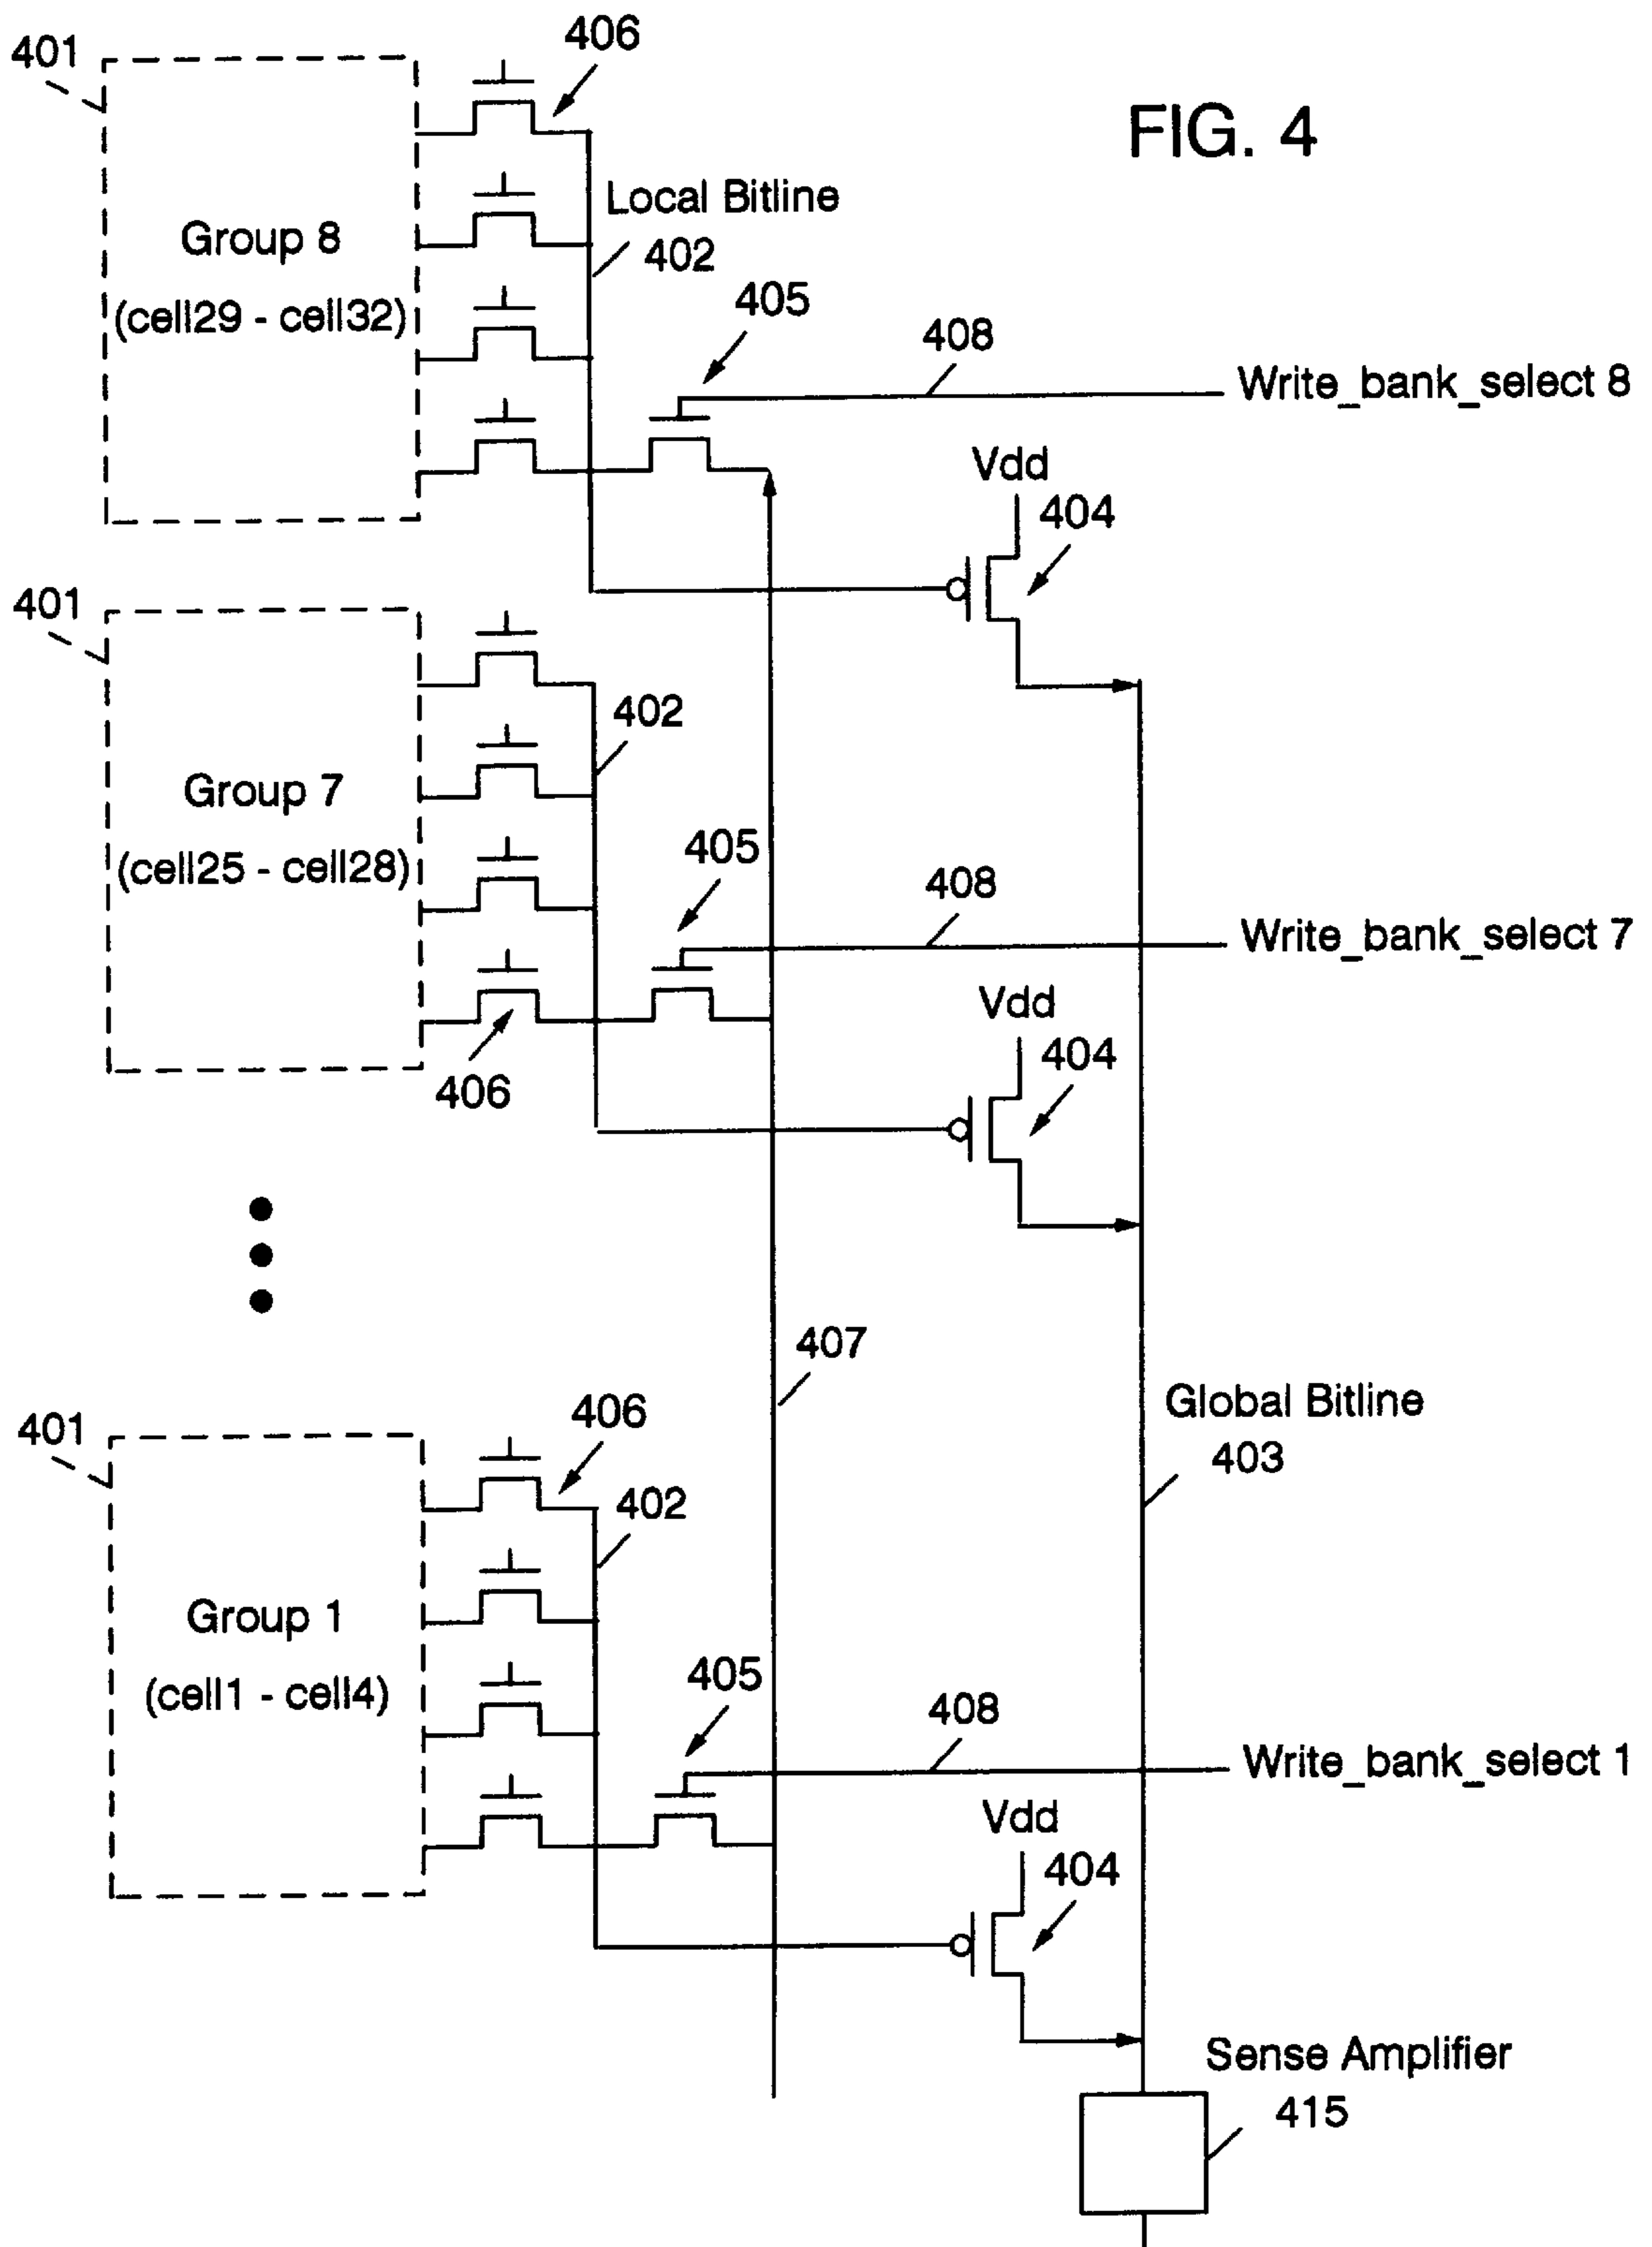 FIG. 4
401
406
Group 8
(cell29 - cell32)
Local Bitline
402
405
408
Write_bank_select 8
Vdd
404
401
Group 7
(cell25 - cell28)
402
405
408
Write_bank_select 7
406
Vdd
404
407
Global Bitline
403
401
406
402
Group 1
(cell1 - cell4)
405
408
Write_bank_select 1
Vdd
404
Sense Amplifier
415